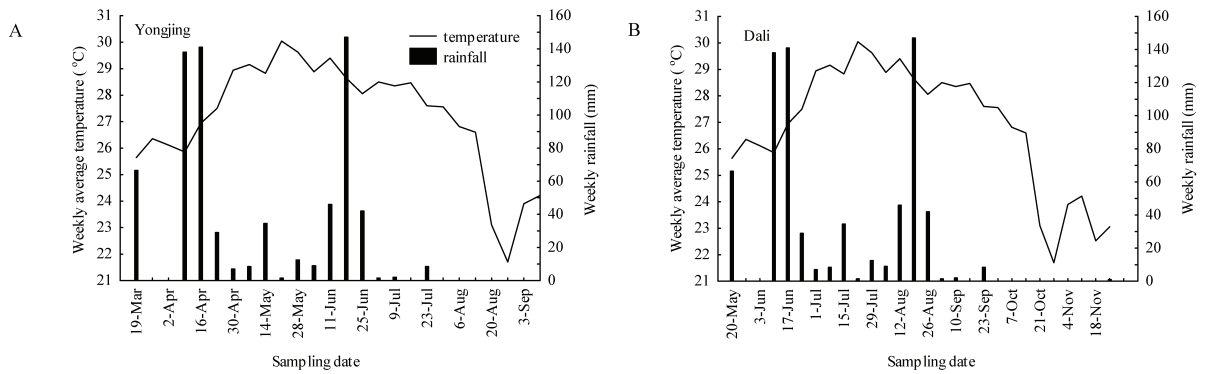 A
Yongjing
temperature
rainfall
Weekly average temperature ( °C)
31
30
29
28
27
26
25
24
23
22
21
160
140
120
100
80
60
40
20
0
Weekly rainfall (mm)
19-Mar
2-Apr
16-Apr
30-Apr
14-May
28-May
11-Jun
25-Jun
9-Jul
23-Jul
6-Aug
20-Aug
3-Sep
Sampling date
B
Dali
Weekly average temperature ( °C)
31
30
29
28
27
26
25
24
23
22
21
160
140
120
100
80
60
40
20
0
Weekly rainfall (mm)
20-May
3-Jun
17-Jun
1-Jul
15-Jul
29-Jul
12-Aug
26-Aug
10-Sep
23-Sep
7-Oct
21-Oct
4-Nov
18-Nov
Sampling date